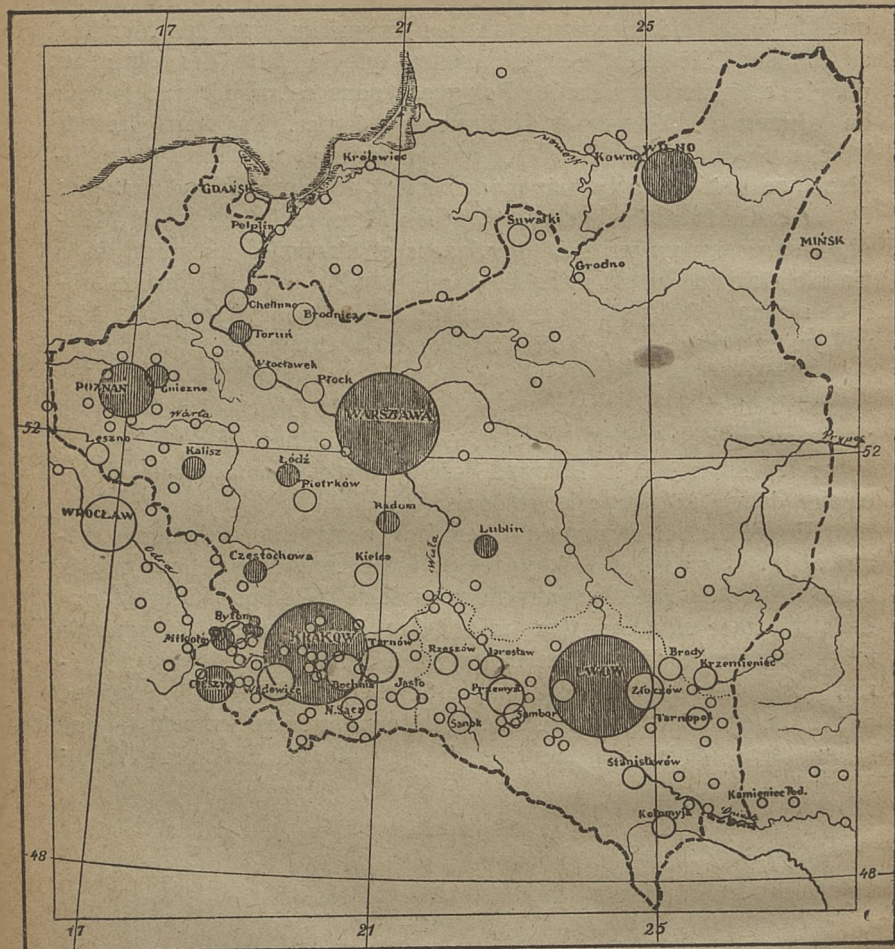 17 21 25
Królewiec
Kowno
WILNO
GDAŃSK
Pelplin
Suwałki
MIŃSK
Grodno
Chełmno
Brodnica
Toruń
Włocławek
Płock
POZNAŃ
Gniezno
WARSZAWA
Warta
52
Prypeć
52
Leszno
Kalisz
Łódź
Piotrków
WROCŁAW
Radom
Lublin
Odra
Częstochowa
Kielce
Wisła
Bytom
KRAKÓW
Mikołów
Tarnów
Rzeszów
Jarosław
LWÓW
Brody
Krzemieniec
Cieszyn
Wadowice
Bochnia
Jasło
Przemyśl
Złoczów
N.Sącz
Sanok
Sambor
Tarnopol
Stanisławów
Kamieniec Pod.
Kołomyja
48
48
17 21 25